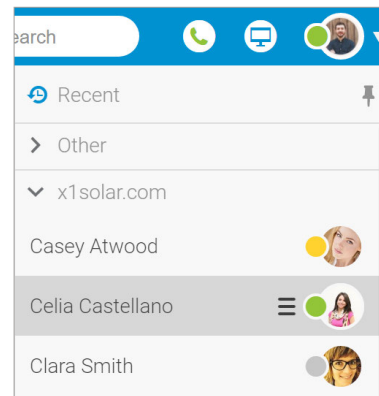 earch
Recent
Other
x1solar.com
Casey Atwood
Celia Castellano
Clara Smith